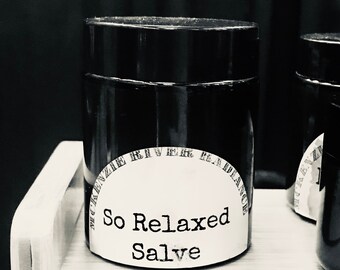 McKENZIE RIVER RADIANCE
So Relaxed
Salve